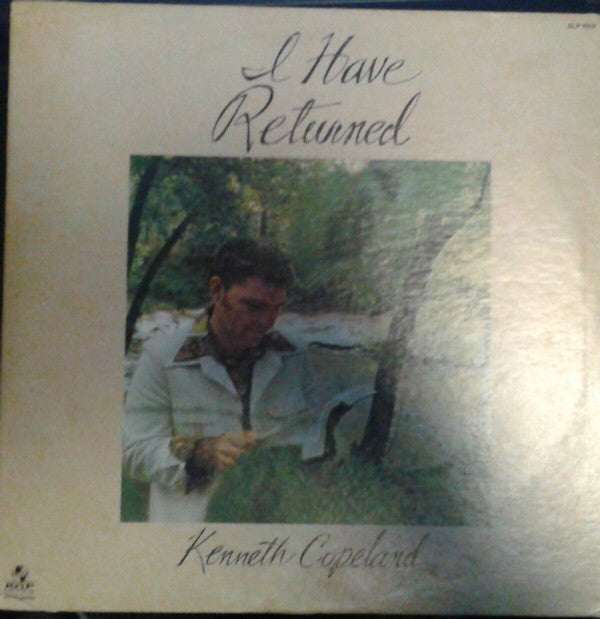 I Have
Returned
Kenneth Copeland